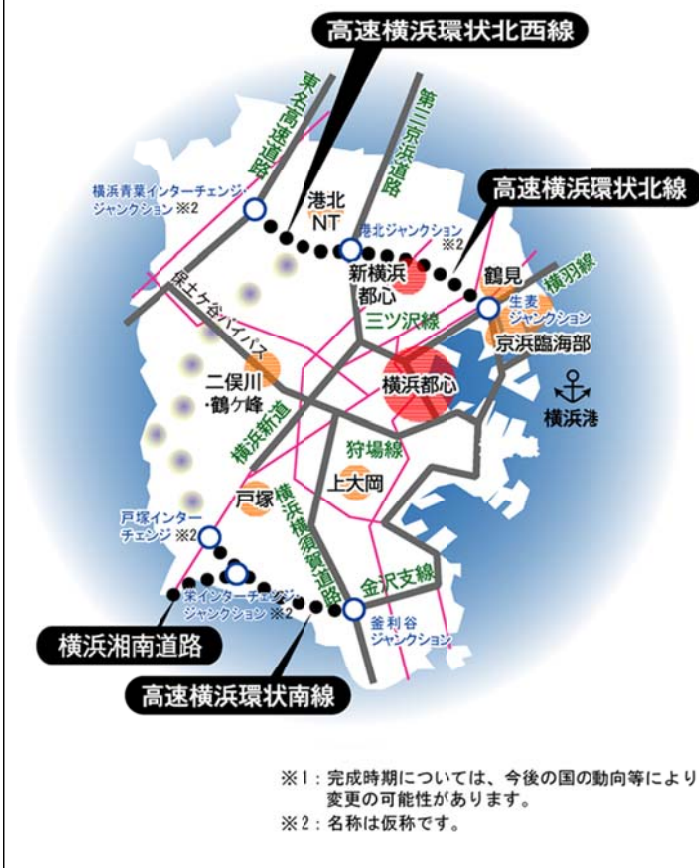 高速横浜環状北西線
東名高速道路
第三京浜道路
高速横浜環状北線
横浜青葉インターチェンジ・
ジャンクション※2
港北
NT
港北ジャンクション
※2
新横浜
都心
鶴見
横羽線
生麦
ジャンクション
京浜臨海部
保土ケ谷バイパス
三ツ沢線
二俣川
・鶴ケ峰
横浜都心
横浜港
横浜新道
狩場線
上大岡
戸塚
横浜横須賀道路
戸塚インター
チェンジ※2
栄インターチェンジ・
ジャンクション※2
金沢支線
釜利谷
ジャンクション
横浜湘南道路
高速横浜環状南線
※1:完成時期については、今後の国の動向等により
変更の可能性があります。
※2:名称は仮称です。